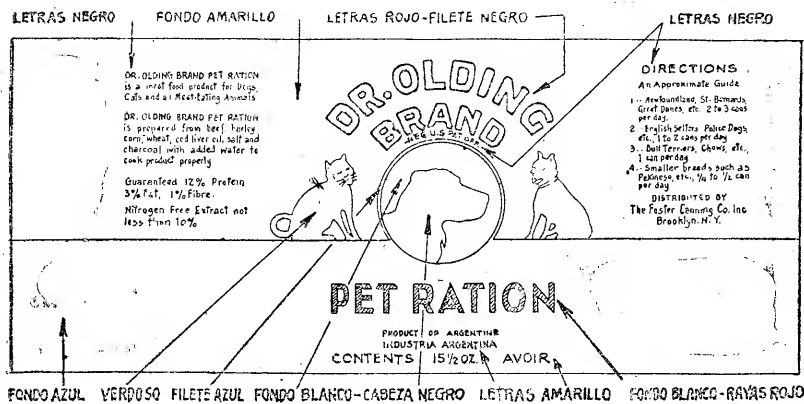 LETRAS NEGRO FONDO AMARILLO LETRAS ROJO-FILETE NEGRO LETRAS NEGRO
DR. OLDING BRAND PET RATION
is a meat food product for Dogs,
Cats and all Meat-Eating Animals
DR. OLDING BRAND PET RATION
is prepared from beef, barley
corn, wheat, cod liver oil, salt and
charcoal with added water to
cook product properly
Guaranteed 12% Protein
3% Fat, 1% Fibre.
Nitrogen Free Extract not
less than 10%
DR. OLDING
BRAND
REG. U.S. PAT. OFF.
DIRECTIONS
An Approximate Guide
1 -- Newfoundland, St. Bernards,
Great Danes, etc. 2 to 3 cans
per day.
2 -- English Setters, Police Dogs,
etc., 1 to 2 cans per day
3 -- Bull Terriers, Chows, etc.,
1 can per day
4 -- Smaller breeds such as
Pekinese, etc., 1/4 to 1/2 can
per day
DISTRIBUTED BY
The Foster Canning Co. Inc
Brooklyn. N. Y.
PET RATION
PRODUCT OF ARGENTINE
INDUSTRIA ARGENTINA
CONTENTS 15 1/2 OZ. AVOIR.
FONDO AZUL VERDOSO FILETE AZUL FONDO BLANCO-CABEZA NEGRO LETRAS AMARILLO FONDO BLANCO-RAYAS ROJO